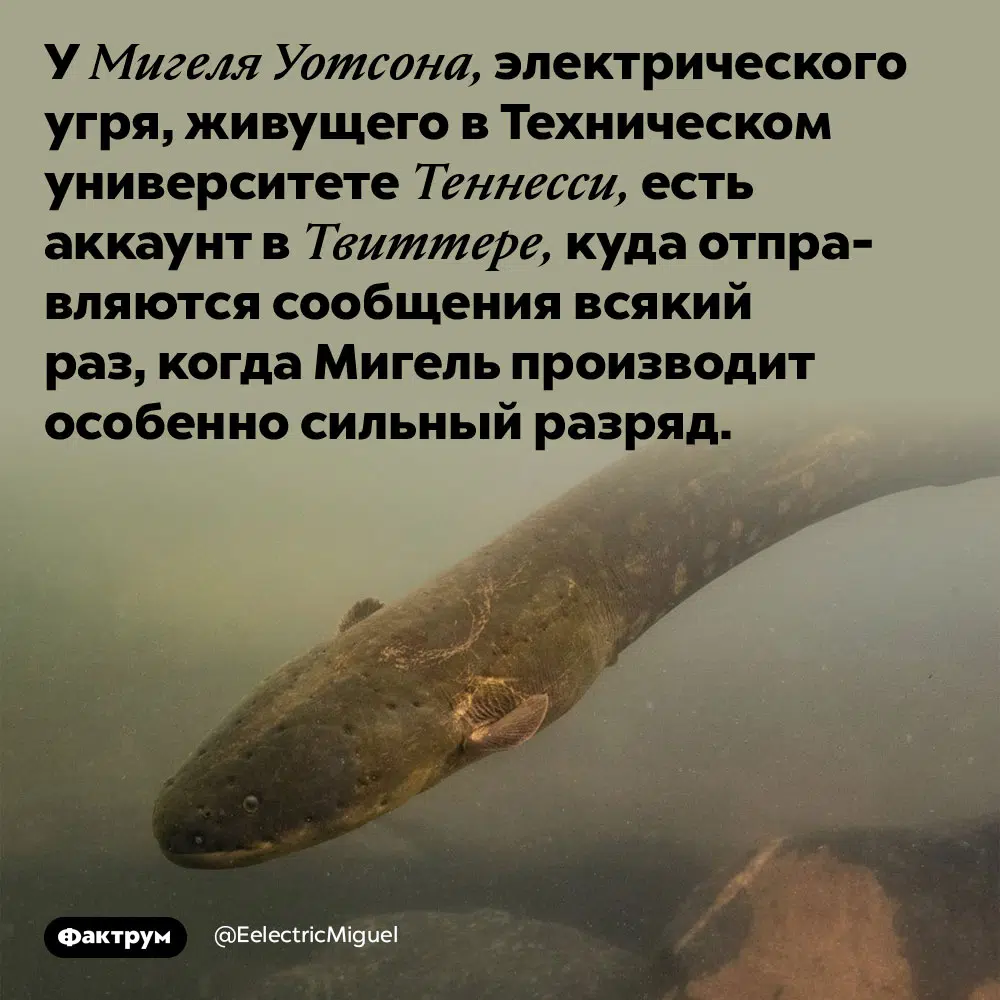 У Мигеля Уотсона, электрического
угря, живущего в Техническом
университете Теннесси, есть
аккаунт в Твиттере, куда отпра-
вляются сообщения всякий
раз, когда Мигель производит
особенно сильный разряд.
Фактрум @EelectricMiguel